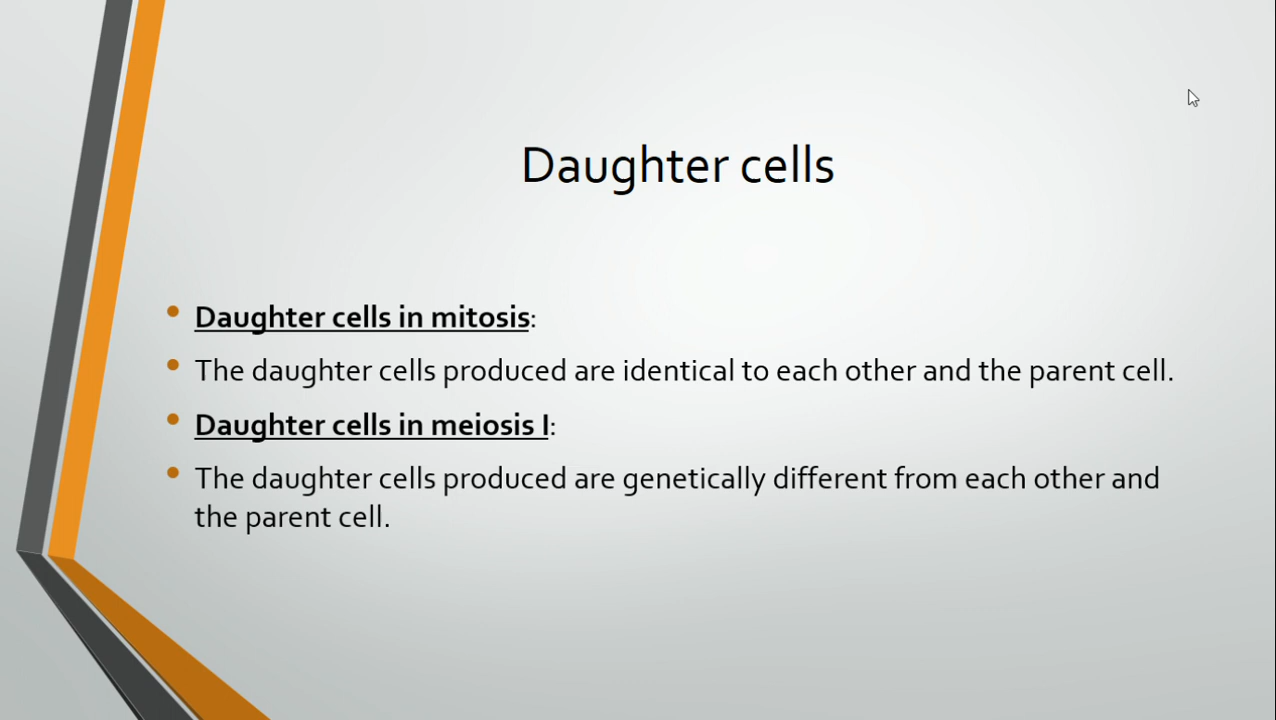 Daughter cells
Daughter cells in mitosis:
The daughter cells produced are identical to each other and the parent cell.
Daughter cells in meiosis I:
The daughter cells produced are genetically different from each other and
the parent cell.